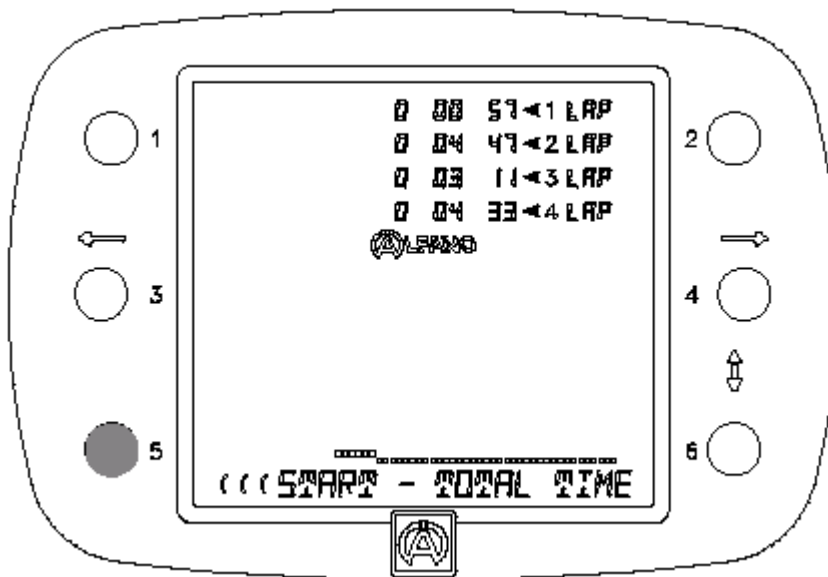 0 00 57 ◄ 1 LAP
0 04 47 ◄ 2 LAP
0 03 11 ◄ 3 LAP
0 04 33 ◄ 4 LAP
ALFANO
1
2
3
4
5
6
(((START - TOTAL TIME